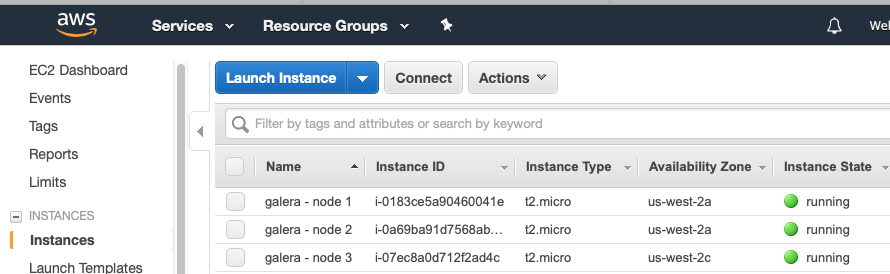 aws
Services
Resource Groups
EC2 Dashboard
Events
Tags
Reports
Limits
INSTANCES
Instances
Launch Templates
Launch Instance Connect Actions
Filter by tags and attributes or search by keyword
Name Instance ID Instance Type Availability Zone Instance State
galera - node 1 i-0183ce5a90460041e t2.micro us-west-2a running
galera - node 2 i-0a69ba91d7568ab... t2.micro us-west-2a running
galera - node 3 i-07ec8a0d712f2ad4c t2.micro us-west-2c running